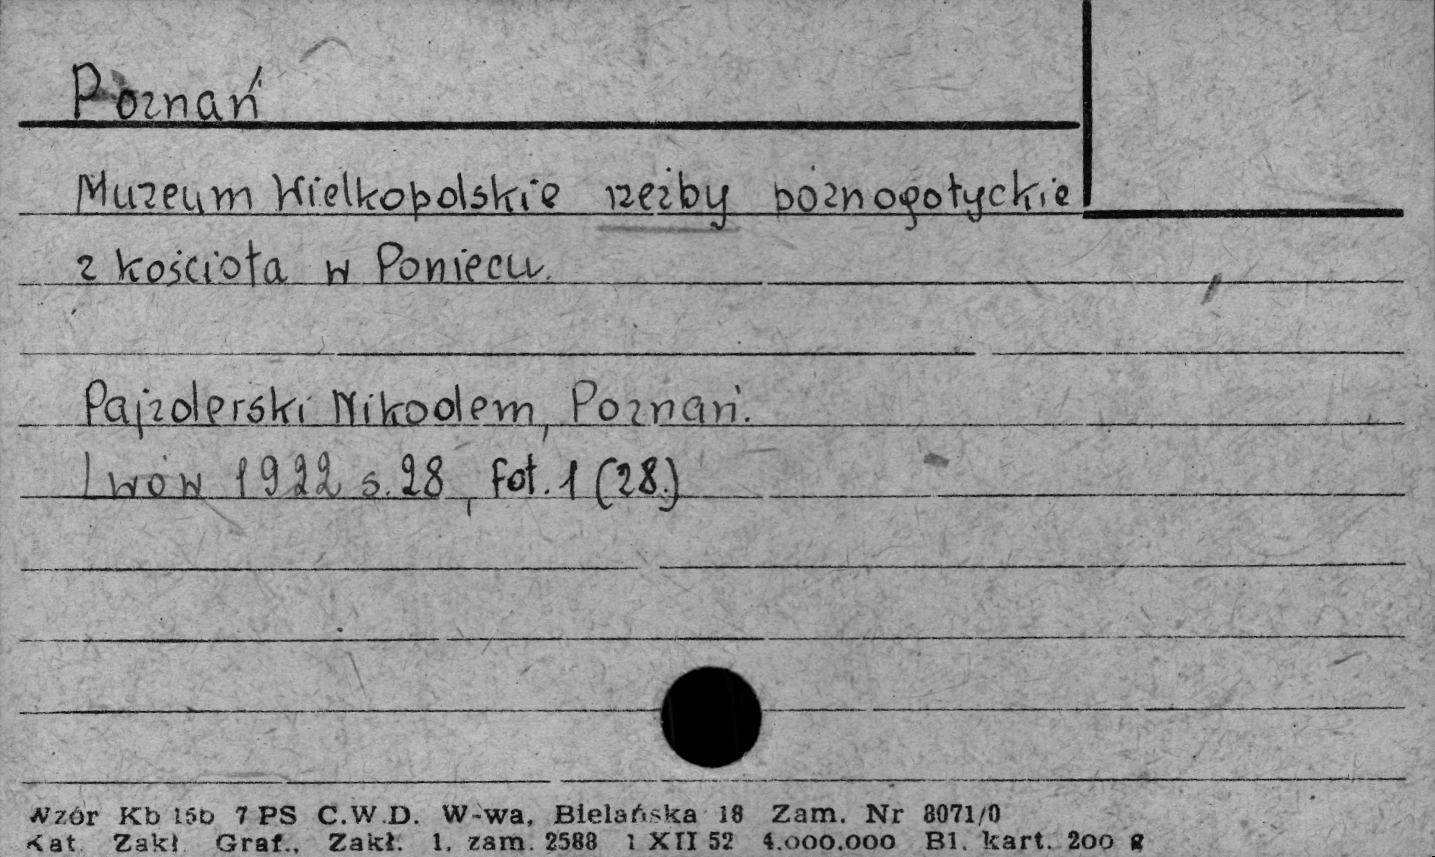 Poznań
Muzeum Wielkopolskie rzeźby póżnogotyckie
z kościoła w Poniecu.
Pajzderski Nikodem, Poznań.
Lwów 1922 s. 28, fot. 1 (28.)
Wzór Kb 15b 7 PS C.W.D. W-wa, Bielańska 18 Zam. Nr 8071/0
Kat. Zakł. Graf., Zakł. 1, zam. 2588 1 XII 52 4.000.000 Bl. kart. 200 g